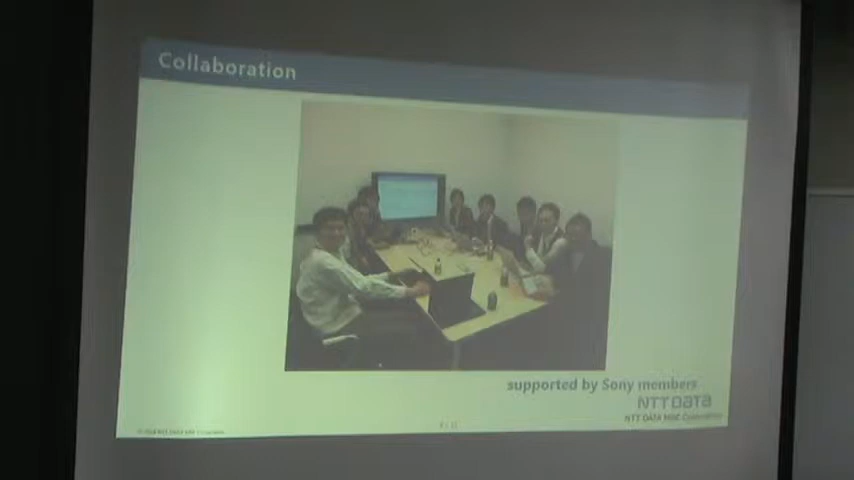 Collaboration
supported by Sony members
NTT DATA
NTT DATA MSE Corporation